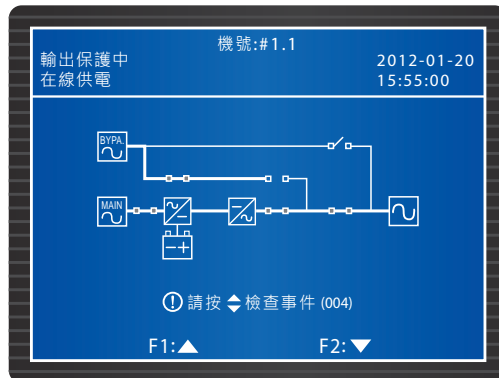 機號:#1.1
輸出保護中
在線供電
2012-01-20
15:55:00
BYPA.
MAIN
請按檢查事件 (004)
F1:
F2: